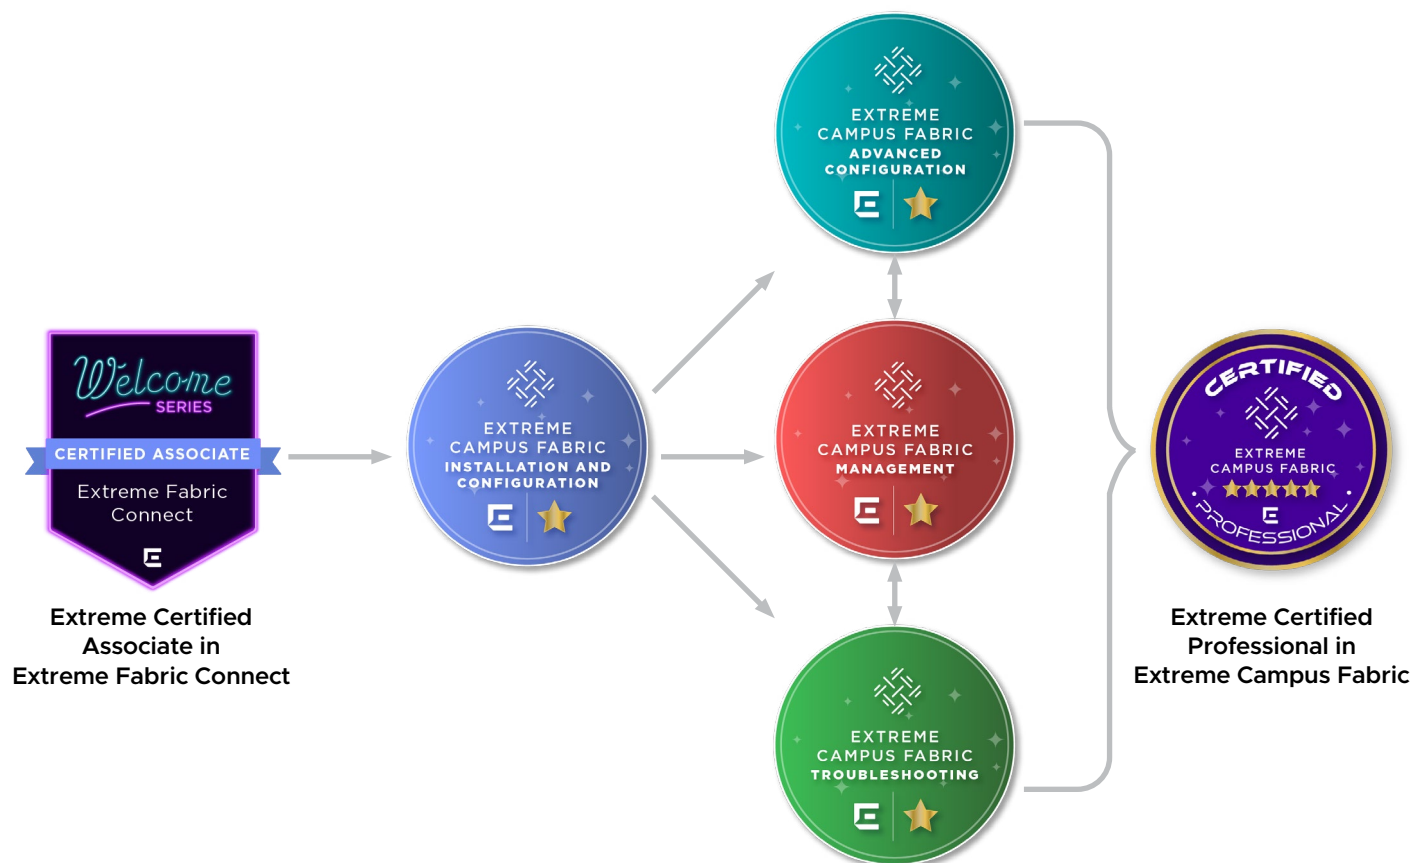 Welcome
SERIES
CERTIFIED ASSOCIATE
Extreme Fabric
Connect
E
Extreme Certified
Associate in
Extreme Fabric Connect
EXTREME
CAMPUS FABRIC
INSTALLATION AND
CONFIGURATION
E
EXTREME
CAMPUS FABRIC
ADVANCED
CONFIGURATION
E
EXTREME
CAMPUS FABRIC
MANAGEMENT
E
EXTREME
CAMPUS FABRIC
TROUBLESHOOTING
E
CERTIFIED
EXTREME
CAMPUS FABRIC
E
• PROFESSIONAL •
Extreme Certified
Professional in
Extreme Campus Fabric